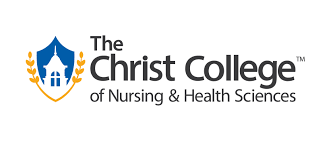 The
Christ College™
of Nursing & Health Sciences